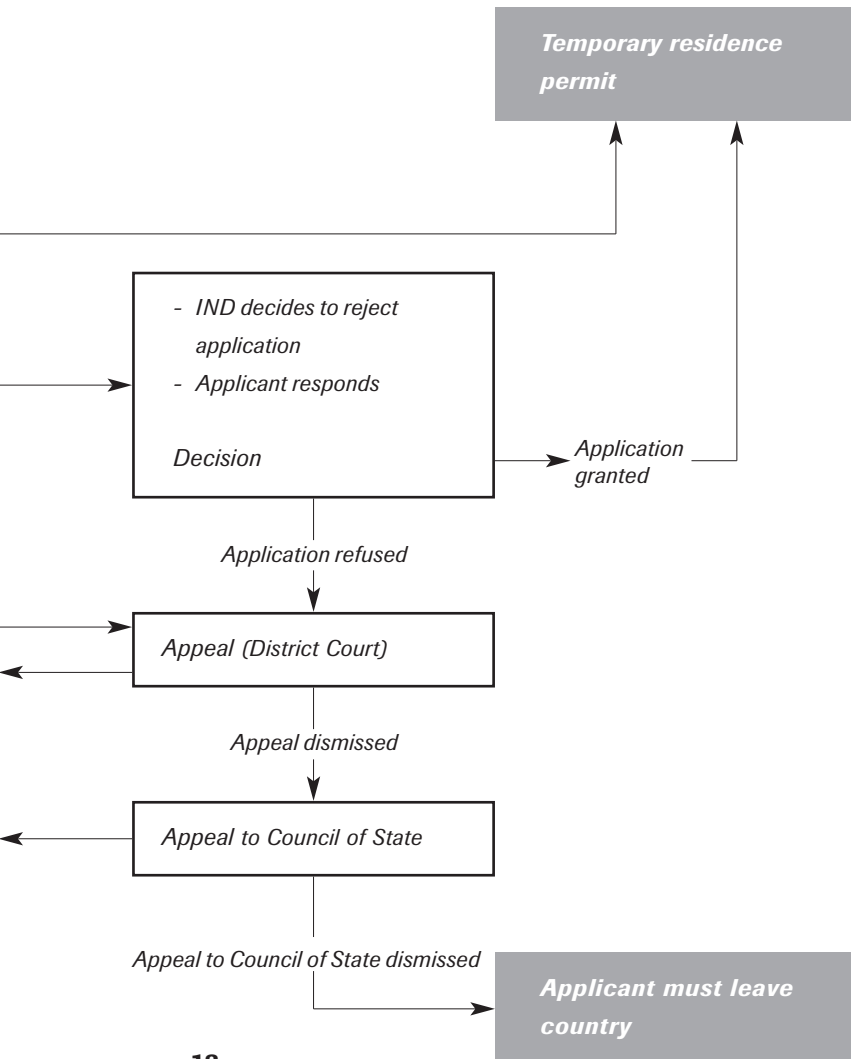 Temporary residence
permit
- IND decides to reject
application
- Applicant responds
Decision
Application
granted
Application refused
Appeal (District Court)
Appeal dismissed
Appeal to Council of State
Appeal to Council of State dismissed
Applicant must leave
country